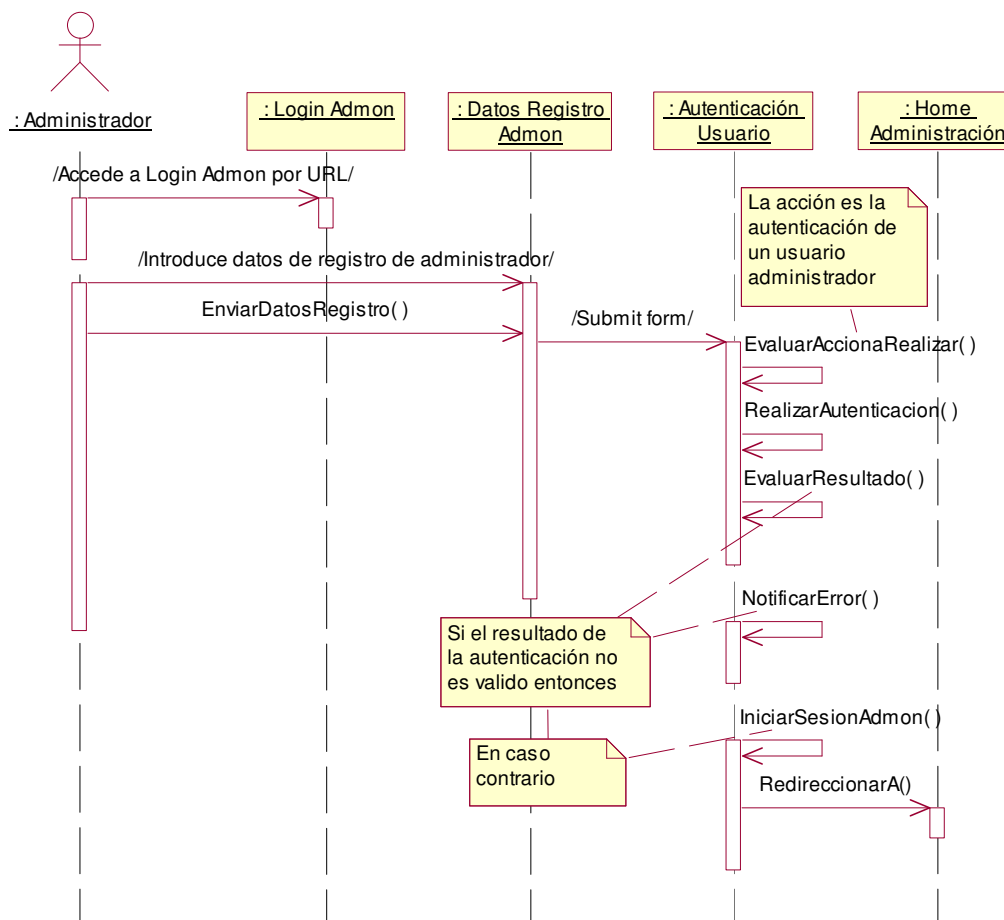 : Administrador
: Login Admon
: Datos Registro
Admon
: Autenticación
Usuario
: Home
Administración
/Accede a Login Admon por URL/
La acción es la
autenticación de
un usuario
administrador
/Introduce datos de registro de administrador/
EnviarDatosRegistro( )
/Submit form/
EvaluarAccionaRealizar( )
RealizarAutenticacion( )
EvaluarResultado( )
NotificarError( )
Si el resultado de
la autenticación no
es valido entonces
IniciarSesionAdmon( )
En caso
contrario
RedireccionarA()